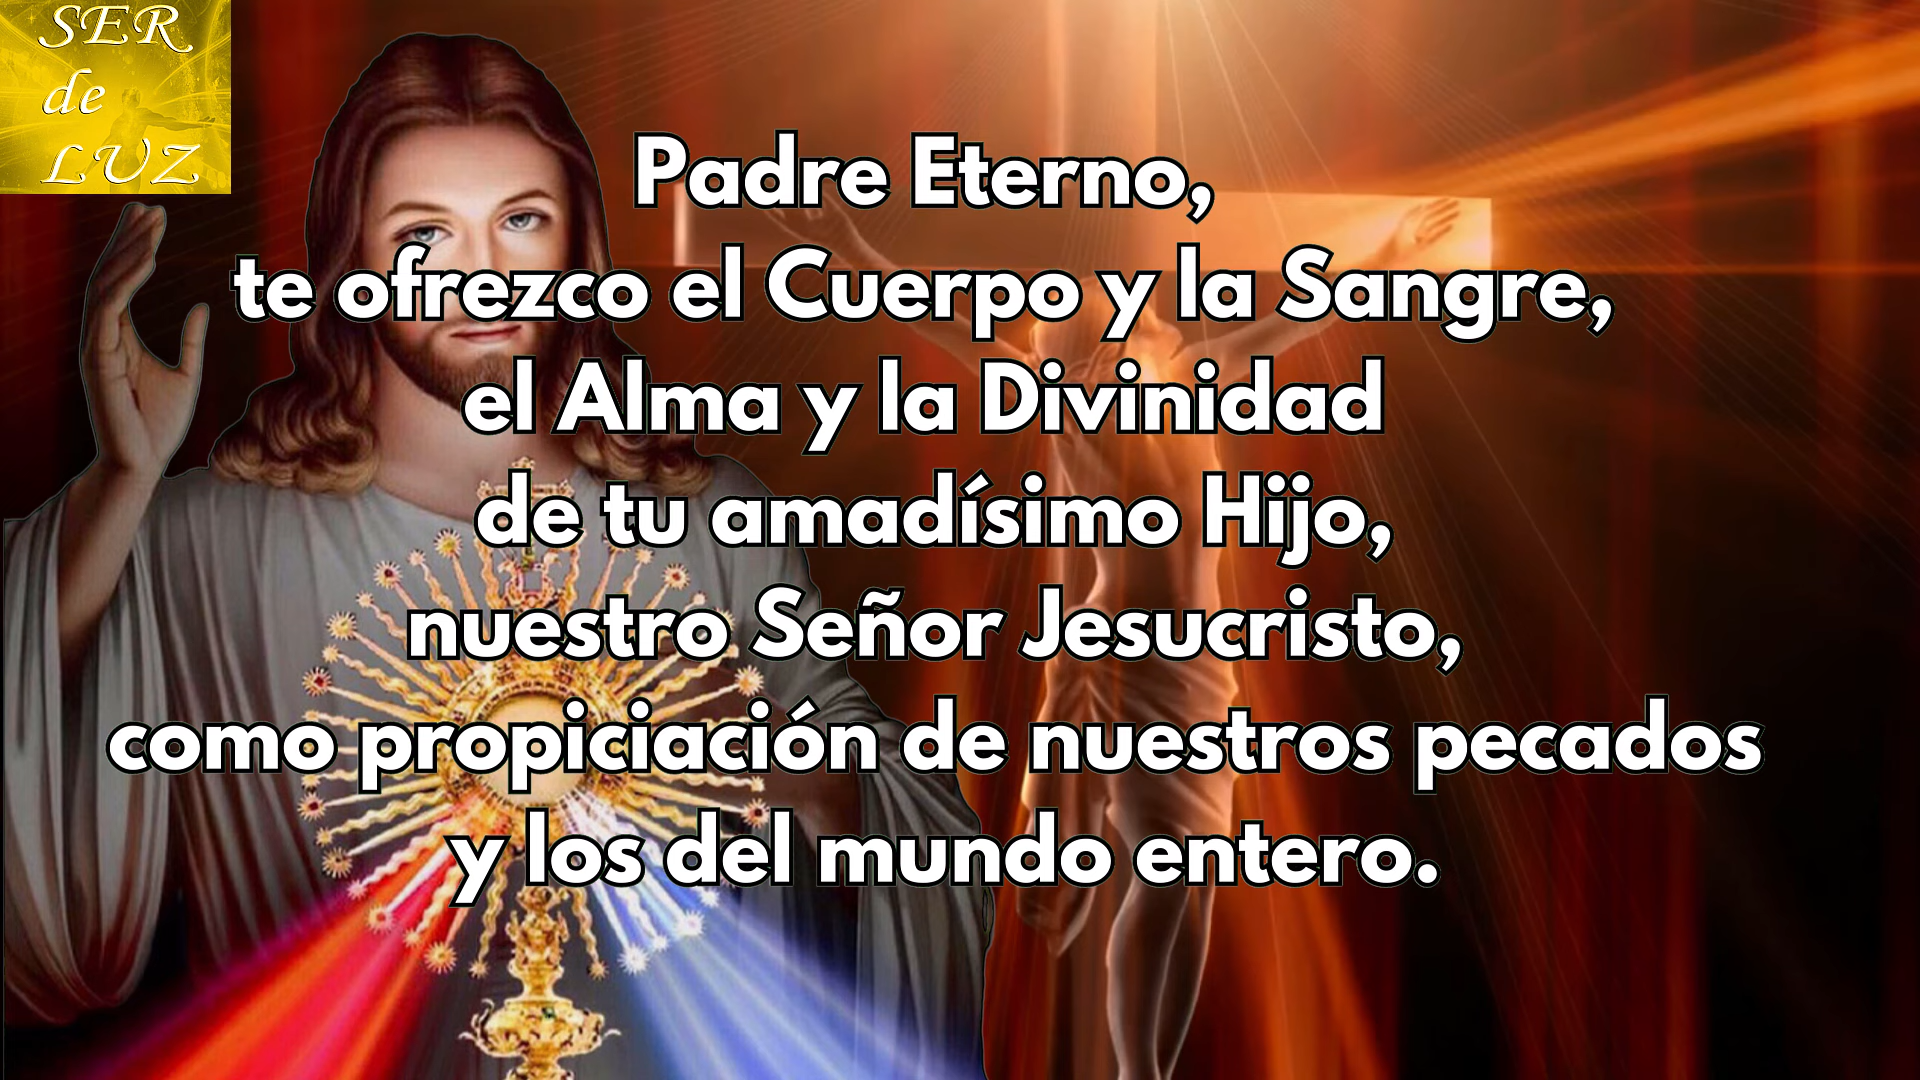 SER
de
LUZ
Padre Eterno,
te ofrezco el Cuerpo y la Sangre,
el Alma y la Divinidad
de tu amadísimo Hijo,
nuestro Señor Jesucristo,
como propiciación de nuestros pecados
y los del mundo entero.